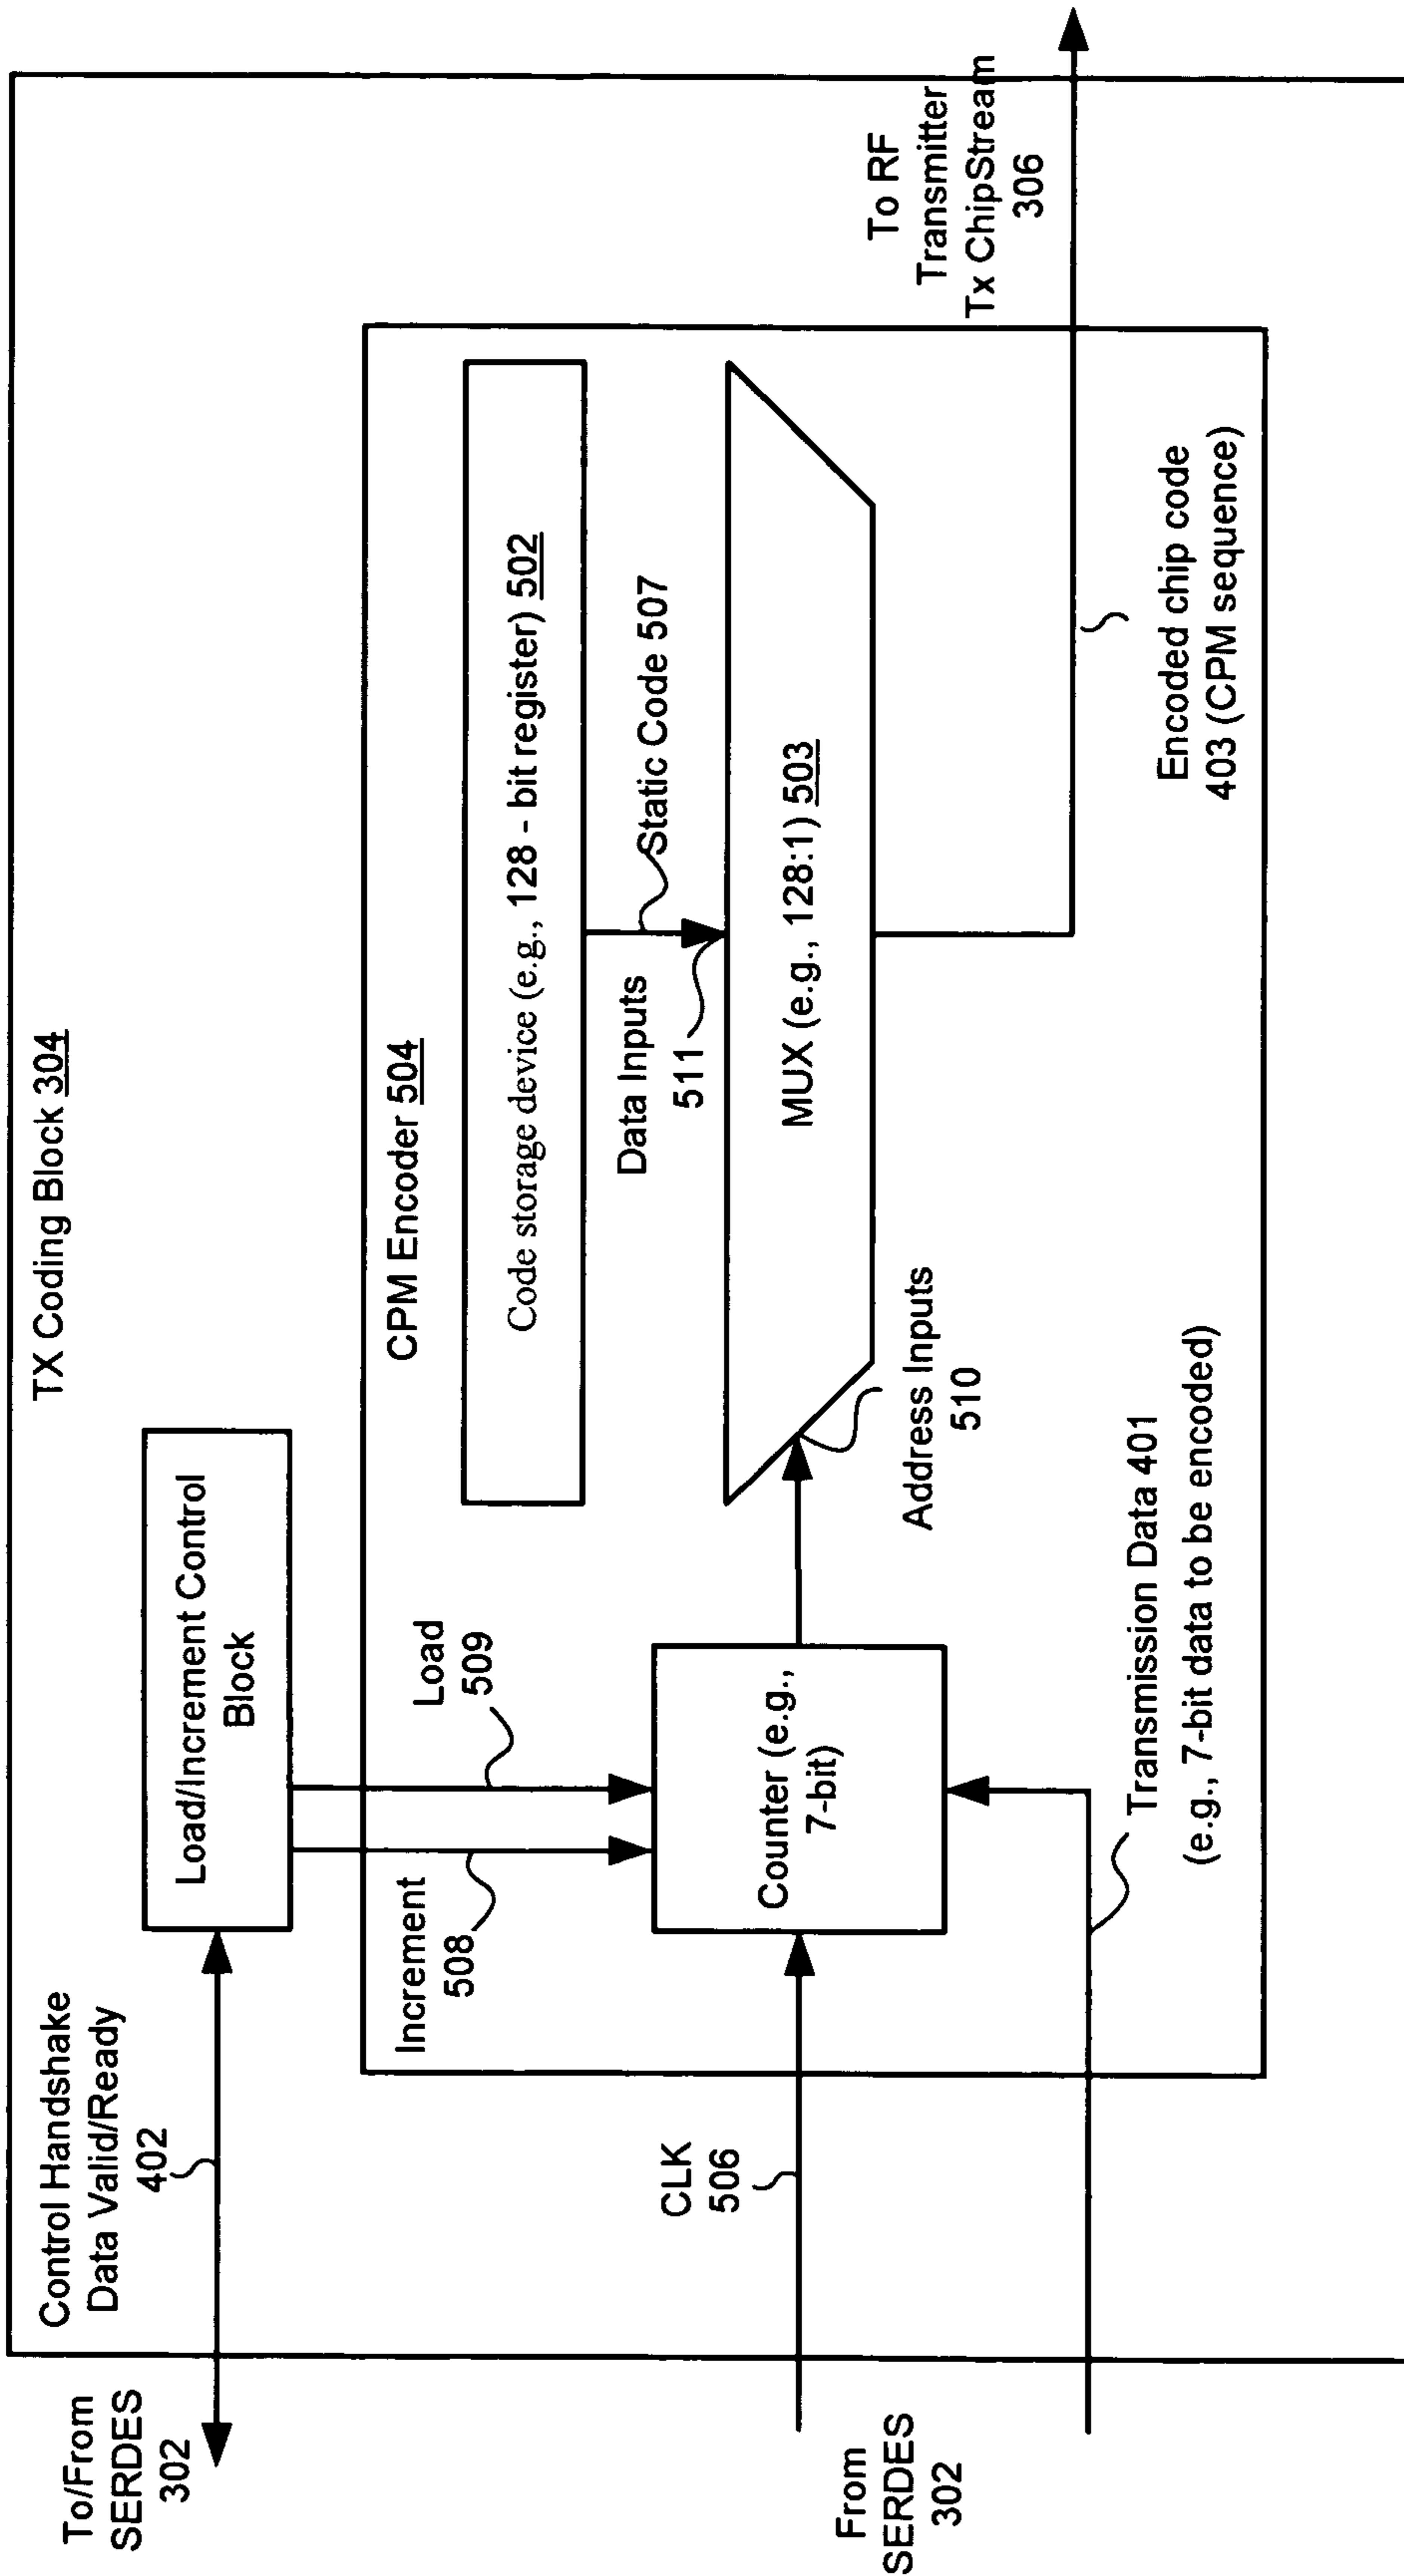 TX Coding Block 304
To/From
SERDES
302
Control Handshake
Data Valid/Ready
402
Load/Increment Control
Block
CPM Encoder 504
Increment
508
Load
509
Code storage device (e.g., 128 - bit register) 502
Data Inputs
511
Static Code 507
MUX (e.g., 128:1) 503
CLK
506
Counter (e.g.,
7-bit)
Address Inputs
510
From
SERDES
302
Transmission Data 401
(e.g., 7-bit data to be encoded)
Encoded chip code
403 (CPM sequence)
To RF
Transmitter
Tx ChipStream
306